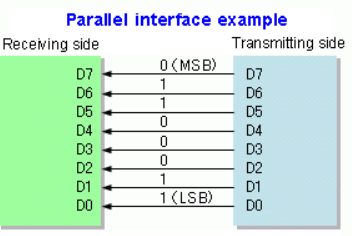 Parallel interface example
Receiving side Transmitting side
D7 0 (MSB) D7
D6 1 D6
D5 1 D5
D4 0 D4
D3 0 D3
D2 0 D2
D1 1 D1
D0 1 (LSB) D0